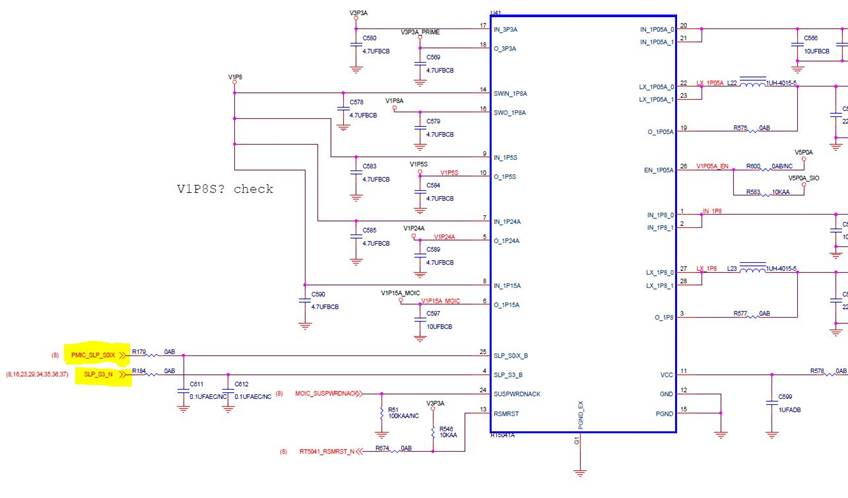 U41
V3P3A
17 IN_3P3A IN_1P05A_0 20
V3P3A_PRIME
C580 IN_1P05A_1 21
4.7UFBCB 18 O_3P3A
C566
10UFBCB
C569
4.7UFBCB
V1P8
14 SWIN_1P8A LX_1P05A_0 22 LX_1P05A L22 1UH-4015-5
V1P8A LX_1P05A_1 23
C578
4.7UFBCB 16 SWO_1P8A
C579
4.7UFBCB O_1P05A 19 R575 0AB
V5P0A
9 IN_1P5S
V1P5S
C583
4.7UFBCB 10 V1P5S O_1P5S EN_1P05A 26 V1P05A_EN R600 0AB/NC
V5P0A_SIO
V1P8S? check
C584
4.7UFBCB R583 10KAA
7 IN_1P24A IN_1P8_0 1 IN_1P8
V1P24A IN_1P8_1 2
C585
4.7UFBCB 5 V1P24A O_1P24A
C589
4.7UFBCB
LX_1P8_0 27 LX_1P8 L23 1UH-4015-5
8 IN_1P15A LX_1P8_1 28
V1P15A_MOIC
C590
4.7UFBCB 6 V1P15A_MOIC O_1P15A
C597
10UFBCB O_1P8 3 R577 0AB
(8) PMIC_SLP_S0IX R179 0AB 25 SLP_S0IX_B
(8,16,23,29,34,35,36,37) SLP_S3_N R184 0AB 4 SLP_S3_B VCC 11 R578 0AB
C611
0.1UFAEC/NC
C612
0.1UFAEC/NC
(8) MOIC_SUSPWRDNACK 24 SUSPWRDNACK GND 12
C599
1UFADB
V3P3A
R51
100KAA/NC
13 RSMRST PGND 15
R546
10KAA
PGND_EX
RT5041A
G1
(8) RT5041_RSMRST_N R674 0AB